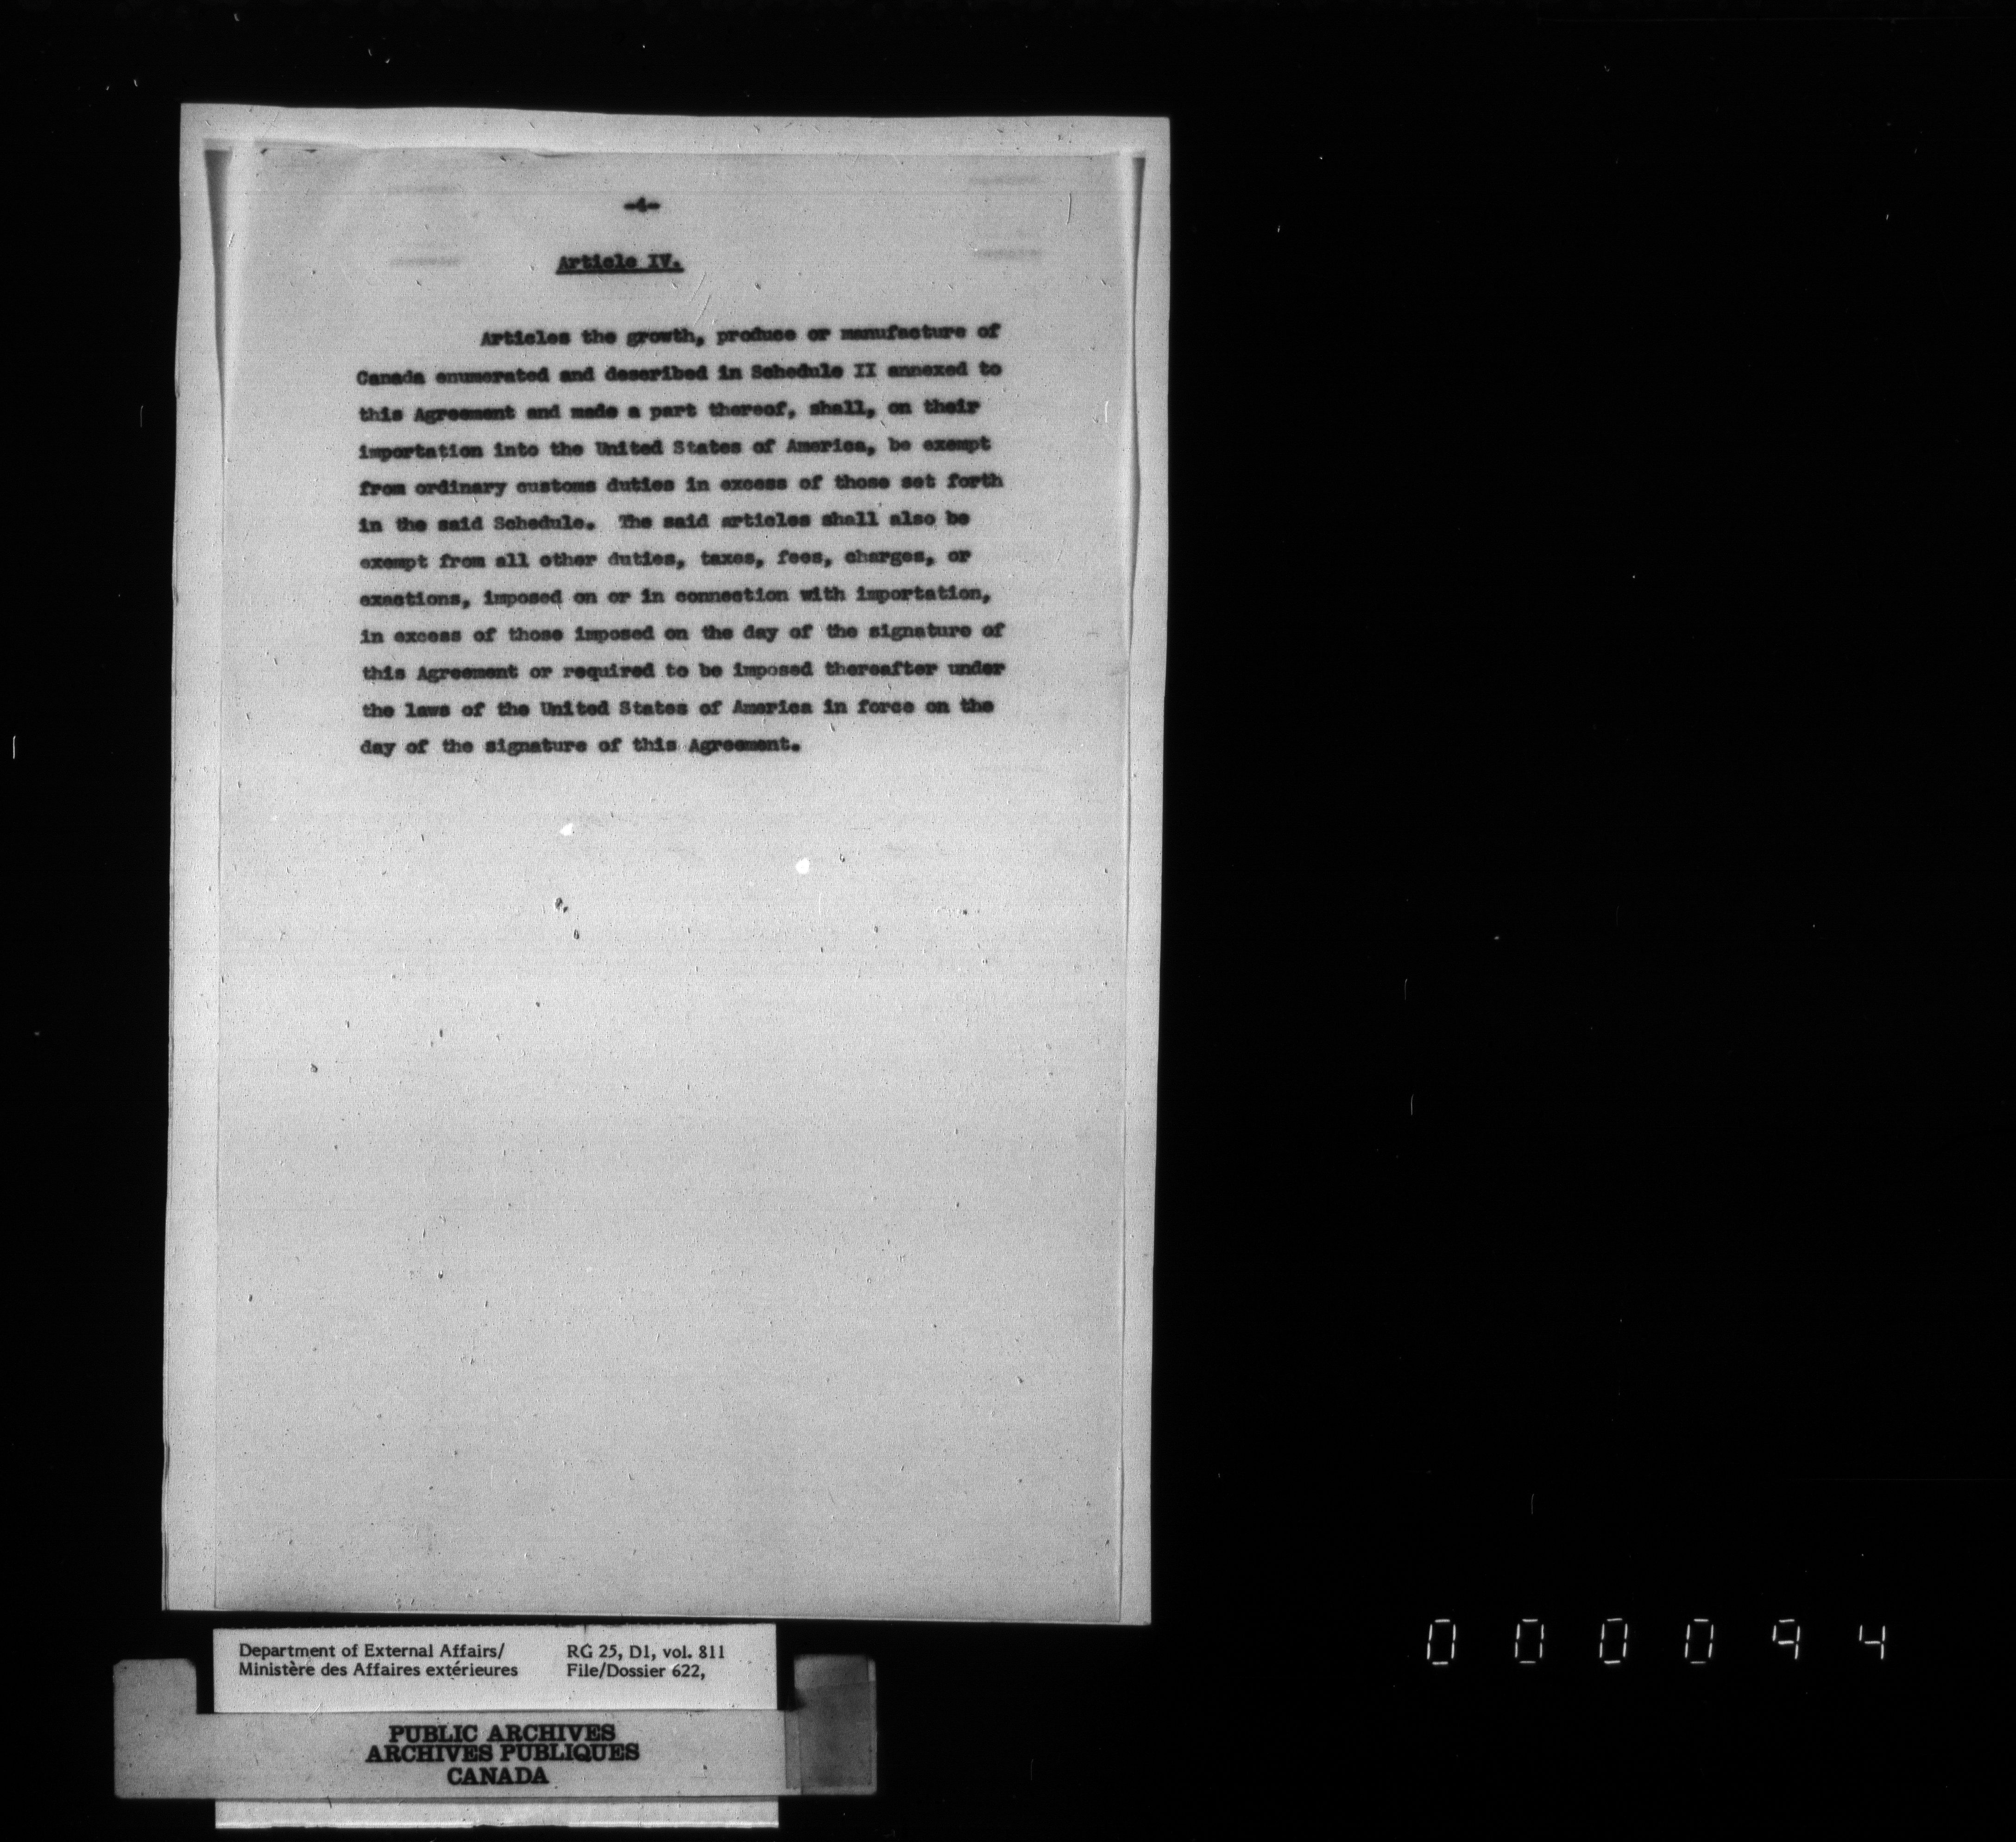 -4-
Article IV.
Articles the growth, produce or manufacture of
Canada enumerated and described in Schedule II annexed to
this Agreement and made a part thereof, shall, on their
importation into the United States of America, be exempt
from ordinary customs duties in excess of those set forth
in the said Schedule. The said articles shall also be
exempt from all other duties, taxes, fees, charges, or
exactions, imposed on or in connection with importation,
in excess of those imposed on the day of the signature of
this Agreement or required to be imposed thereafter under
the laws of the United States of America in force on the
day of the signature of this Agreement.
Department of External Affairs/ RG 25, D1, vol. 811
Ministère des Affaires extérieures File/Dossier 622,
PUBLIC ARCHIVES
ARCHIVES PUBLIQUES
CANADA
000094